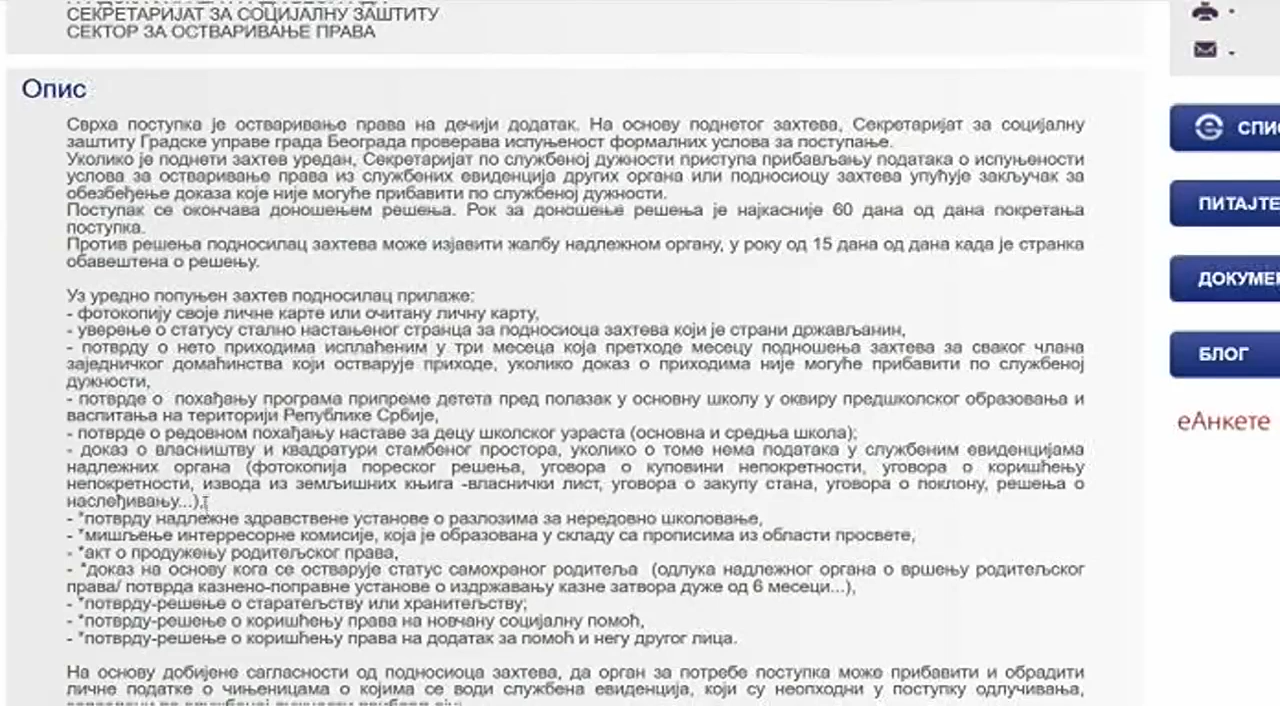 СЕКРЕТАРИЈАТ ЗА СОЦИЈАЛНУ ЗАШТИТУ
СЕКТОР ЗА ОСТВАРИВАЊЕ ПРАВА
Опис
Сврха поступка је остваривање права на дечији додатак. На основу поднетог захтева, Секретаријат за социјалну
заштиту Градске управе града Београда проверава испуњеност формалних услова за поступање.
Уколико је поднети захтев уредан, Секретаријат по службеној дужности приступа прибављању података о испуњености
услова за остваривање права из службених евиденција других органа или подносиоцу захтева упућује закључак за
обезбеђење доказа које није могуће прибавити по службеној дужности.
Поступак се окончава доношењем решења. Рок за доношење решења је најкасније 60 дана од дана покретања
поступка.
Против решења подносилац захтева може изјавити жалбу надлежном органу, у року од 15 дана од дана када је странка
обавештена о решењу.
Уз уредно попуњен захтев подносилац прилаже:
- фотокопију своје личне карте или очитану личну карту,
- уверење о статусу стално настањеног странца за подносиоца захтева који је страни држављанин,
- потврду о нето приходима исплаћеним у три месеца која претходе месецу подношења захтева за сваког члана
заједничког домаћинства који остварује приходе, уколико доказ о приходима није могуће прибавити по службеној
дужности,
- потврде о похађању програма припреме детета пред полазак у основну школу у оквиру предшколског образовања и
васпитања на територији Републике Србије,
- потврде о редовном похађању наставе за децу школског узраста (основна и средња школа);
- доказ о власништву и квадратури стамбеног простора, уколико о томе нема података у службеним евиденцијама
надлежних органа (фотокопија пореског решења, уговора о куповини непокретности, уговора о коришћењу
непокретности, извода из земљишних књига -власнички лист, уговора о закупу стана, уговора о поклону, решења о
наслеђивању...),
- *потврду надлежне здравствене установе о разлозима за нередовно школовање,
- *мишљење интерресорне комисије, која је образована у складу са прописима из области просвете,
- *акт о продужењу родитељског права,
- *доказ на основу кога се остварује статус самохраног родитеља (одлука надлежног органа о вршењу родитељског
права/ потврда казнено-поправне установе о издржавању казне затвора дуже од 6 месеци...),
- *потврду-решење о старатељству или хранитељству;
- *потврду-решење о коришћењу права на новчану социјалну помоћ,
- *потврду-решење о коришћењу права на додатак за помоћ и негу другог лица.
На основу добијене сагласности од подносиоца захтева, да орган за потребе поступка може прибавити и обрадити
личне податке о чињеницама о којима се води службена евиденција, који су неопходни у поступку одлучивања,
СПИС
ПИТАЈТЕ
ДОКУМЕН
БЛОГ
еАнкете